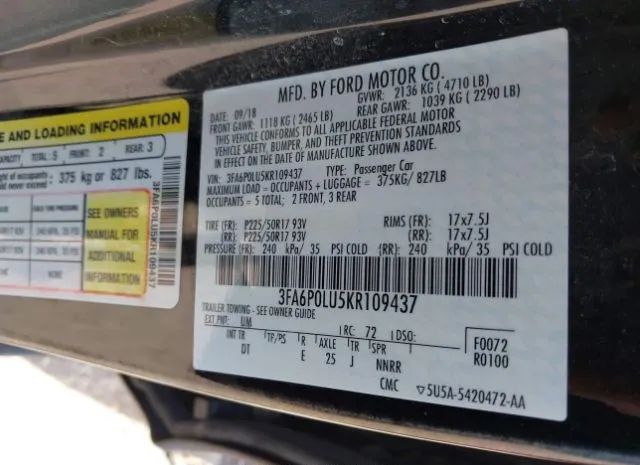 E AND LOADING INFORMATION
CAPACITY TOTAL: 5 FRONT: 2 REAR: 3
weight of occupants 375 kg or 827 lbs.
SEE OWNERS
MANUAL FOR
ADDITIONAL
INFORMATION
NONE
3FA6P0LU5KR109437
MFD. BY FORD MOTOR CO.
09/18 GVWR: 2136 KG ( 4710 LB)
FRONT GAWR: 1118 KG ( 2465 LB) REAR GAWR: 1039 KG ( 2290 LB)
THIS VEHICLE CONFORMS TO ALL APPLICABLE FEDERAL MOTOR
VEHICLE SAFETY, BUMPER, AND THEFT PREVENTION STANDARDS
IN EFFECT ON THE DATE OF MANUFACTURE SHOWN ABOVE.
VIN: 3FA6P0LU5KR109437 TYPE: Passenger Car
MAXIMUM LOAD = OCCUPANTS + LUGGAGE = 375KG/ 827LB
OCCUPANTS = 5 TOTAL: 2 FRONT, 3 REAR
TIRE (FR): P225/50R17 93V RIMS (FR): 17x7.5J
(RR): P225/50R17 93V (RR): 17x7.5J
PRESSURE (FR): 240 kPa/ 35 PSI COLD (RR): 240 kPa/ 35 PSI COLD
3FA6P0LU5KR109437
TRAILER TOWING - SEE OWNER GUIDE
EXT PNT: UM RC: 72 DSO: F0072
INT TR TP/PS R AXLE TR SPR R0100
DT E 25 J NNRR
CMC 5U5A-5420472-AA